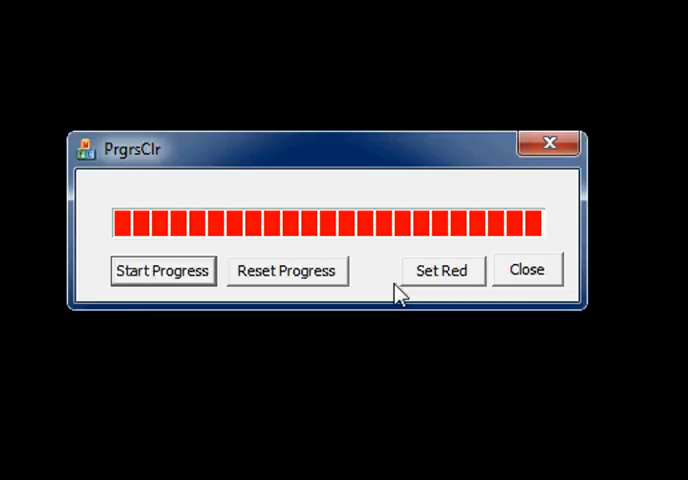 PrgrsClr
Start Progress
Reset Progress
Set Red
Close